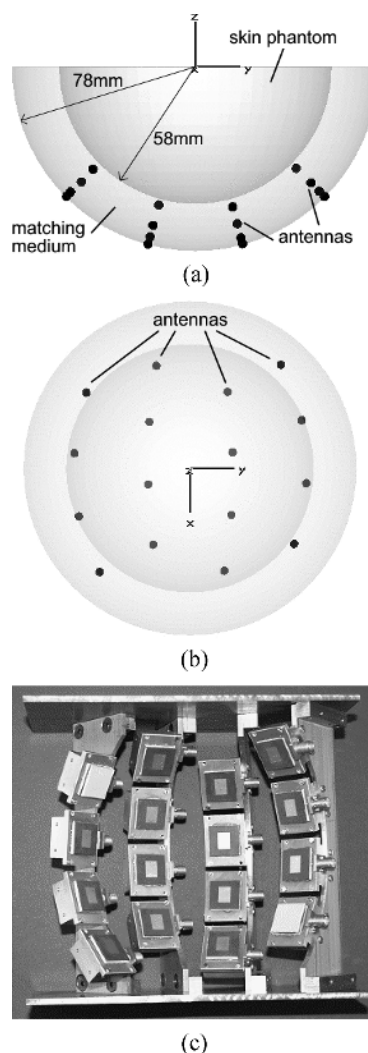 z
skin phantom
x
y
78mm
58mm
matching
medium
antennas
(a)
antennas
z
y
x
(b)
(c)